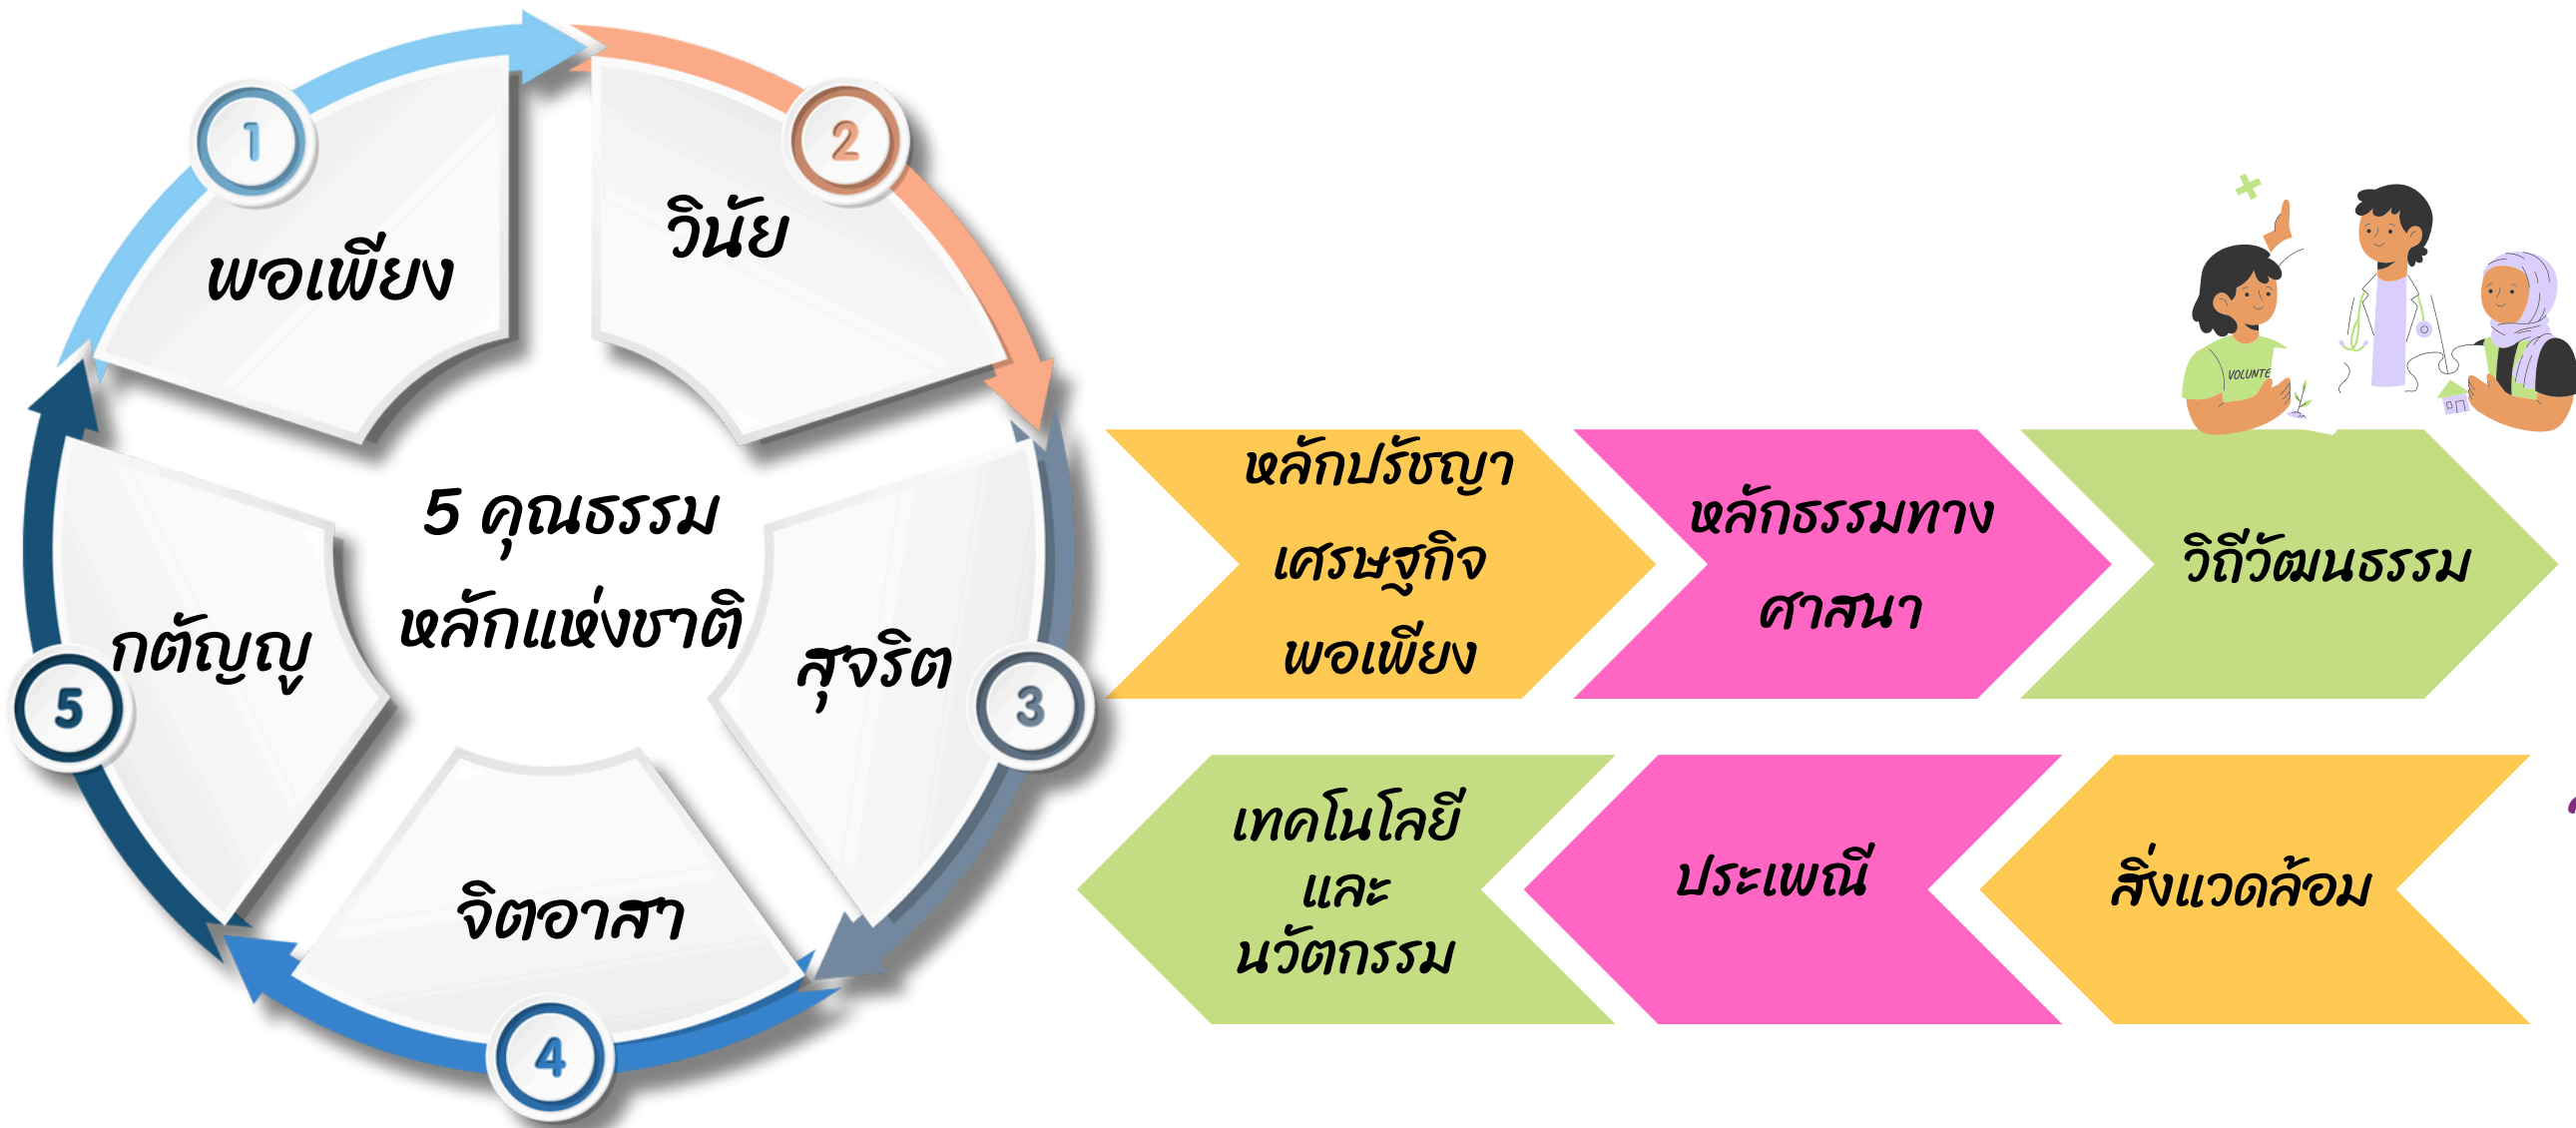 1
พอเพียง
2
วินัย
3
สุจริต
4
จิตอาสา
5
กตัญญู
5 คุณธรรม
หลักแห่งชาติ
หลักปรัชญา
เศรษฐกิจ
พอเพียง
หลักธรรมทาง
ศาสนา
วิถีวัฒนธรรม
VOLUNTE
สิ่งแวดล้อม
ประเพณี
เทคโนโลยี
และ
นวัตกรรม